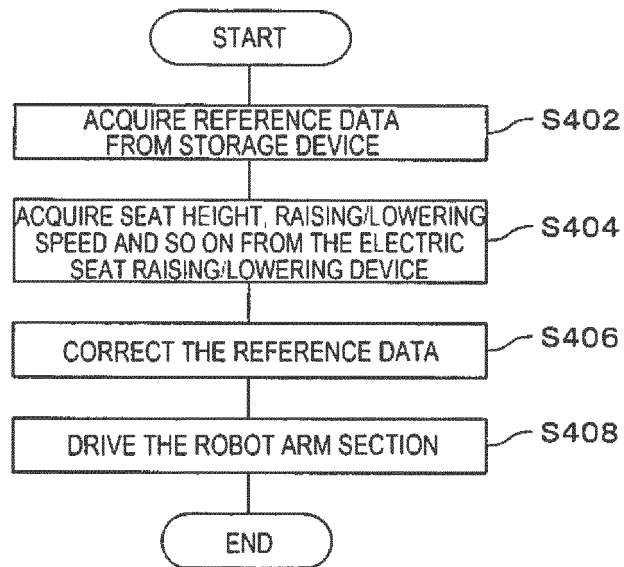 START
ACQUIRE REFERENCE DATA
FROM STORAGE DEVICE
S402
ACQUIRE SEAT HEIGHT, RAISING/LOWERING
SPEED AND SO ON FROM THE ELECTRIC
SEAT RAISING/LOWERING DEVICE
S404
CORRECT THE REFERENCE DATA
S406
DRIVE THE ROBOT ARM SECTION
S408
END